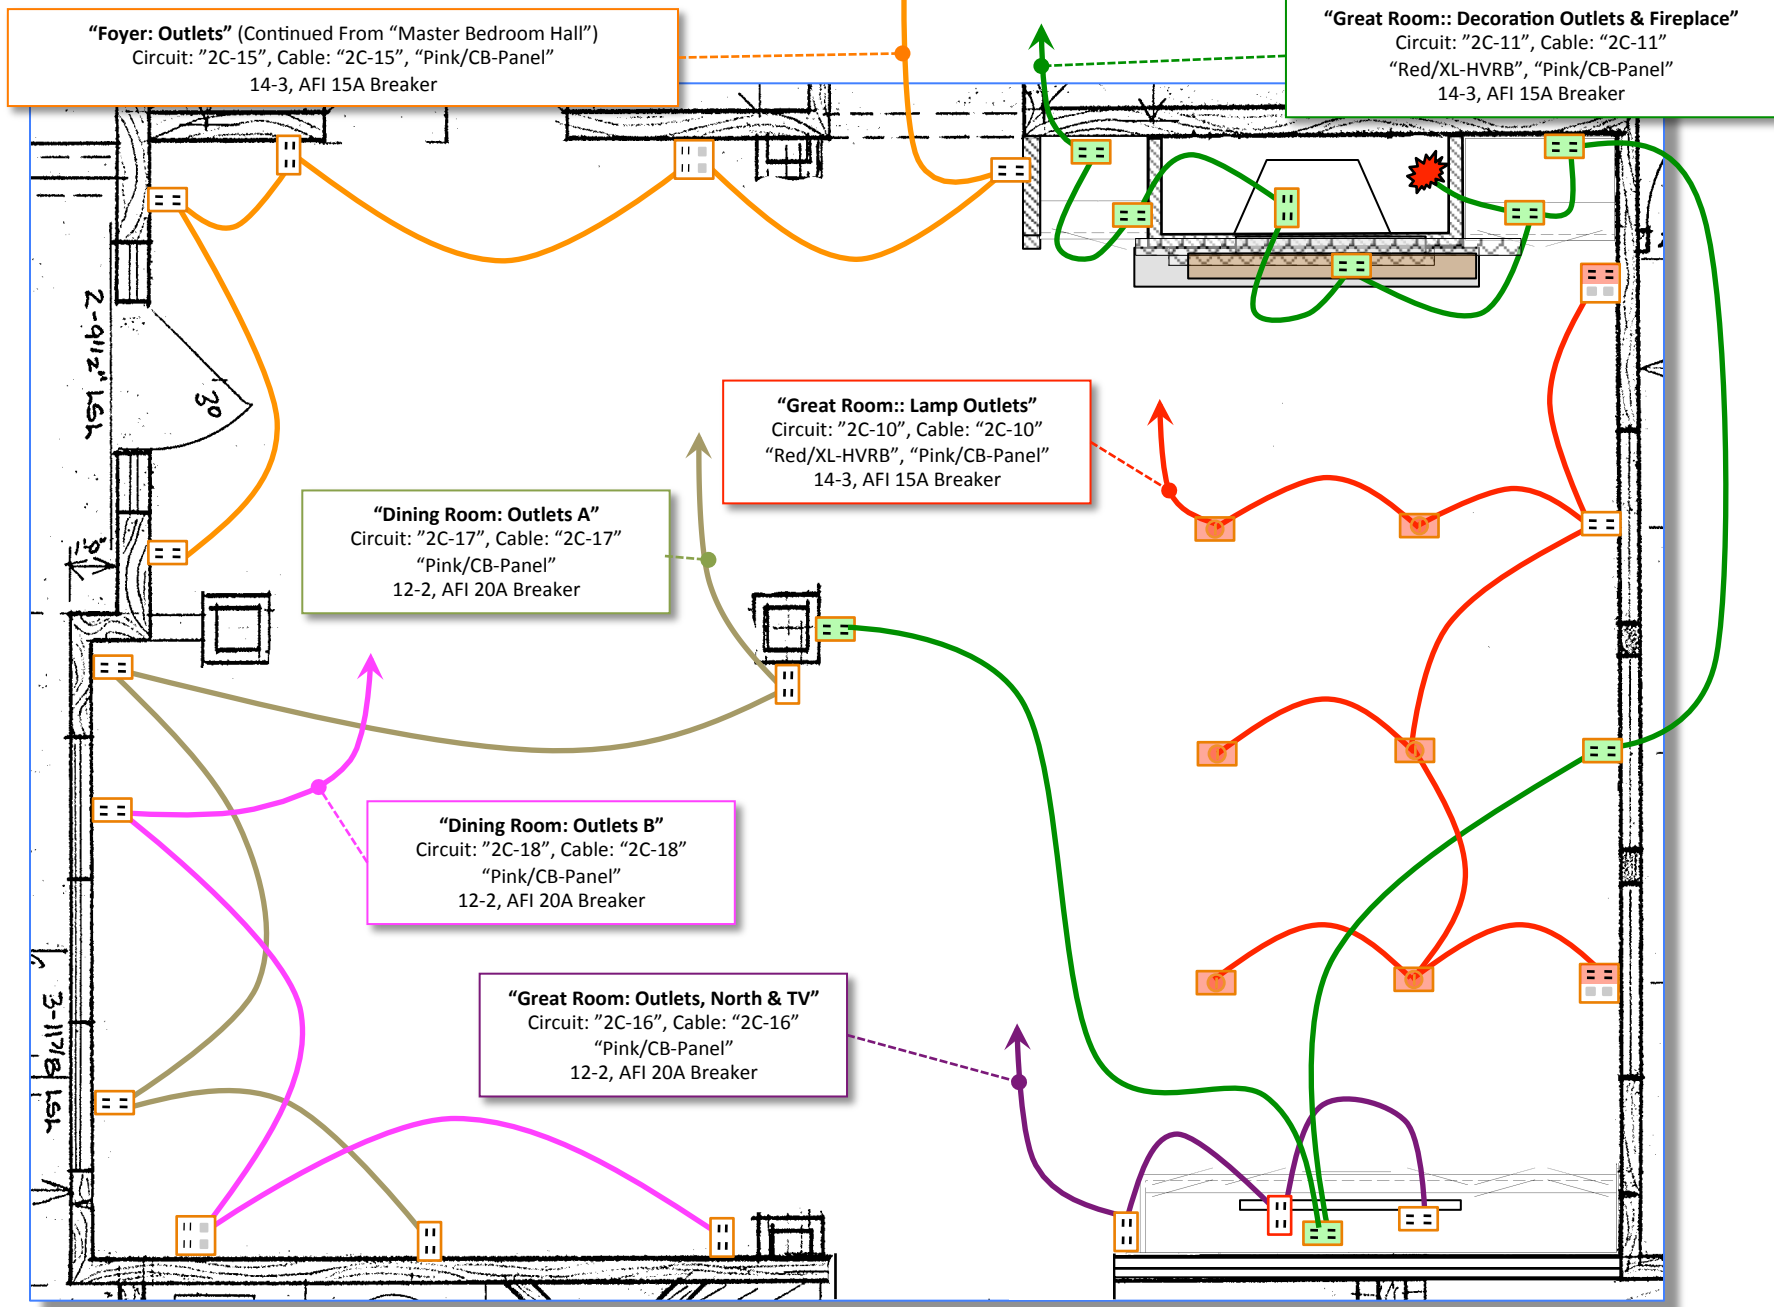 “Foyer: Outlets” (Continued From “Master Bedroom Hall”)
Circuit: ”2C-15”, Cable: “2C-15”, “Pink/CB-Panel”
14-3, AFI 15A Breaker
“Great Room:: Decoration Outlets & Fireplace”
Circuit: ”2C-11”, Cable: “2C-11”
“Red/XL-HVRB”, “Pink/CB-Panel”
14-3, AFI 15A Breaker
30
“Great Room:: Lamp Outlets”
Circuit: ”2C-10”, Cable: “2C-10”
“Red/XL-HVRB”, “Pink/CB-Panel”
14-3, AFI 15A Breaker
“Dining Room: Outlets A”
Circuit: ”2C-17”, Cable: “2C-17”
“Pink/CB-Panel”
12-2, AFI 20A Breaker
“Dining Room: Outlets B”
Circuit: ”2C-18”, Cable: “2C-18”
“Pink/CB-Panel”
12-2, AFI 20A Breaker
“Great Room: Outlets, North & TV”
Circuit: ”2C-16”, Cable: “2C-16”
“Pink/CB-Panel”
12-2, AFI 20A Breaker